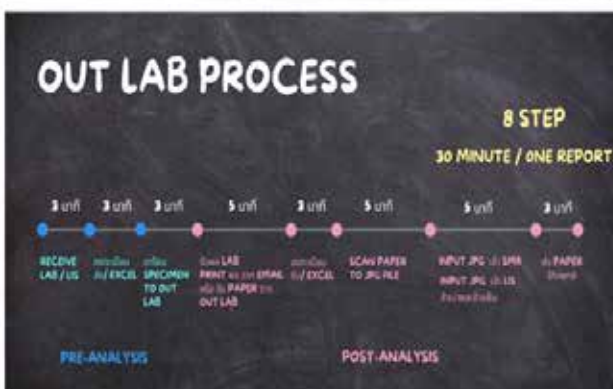 OUT LAB PROCESS
8 STEP
30 MINUTE / ONE REPORT
3 นาที 3 นาที 3 นาที 5 นาที 3 นาที 5 นาที 5 นาที 3 นาที
RECEIVE
LAB / LIS
/ EXCEL
SPECIMEN
TO OUT
LAB
LAB
PRINT EMAIL
PAPER
OUT LAB
/ EXCEL
SCAN PAPER
TO JPG FILE
INPUT JPG SMR
INPUT JPG LIS
PAPER
PRE-ANALYSIS
POST-ANALYSIS